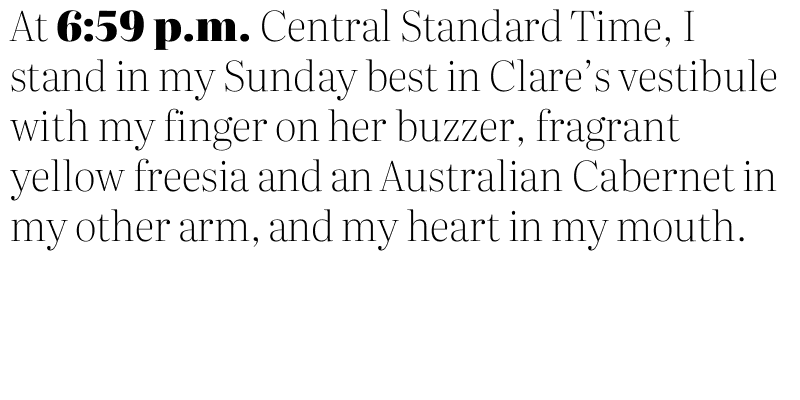 At 6:59 p.m. Central Standard Time, I
stand in my Sunday best in Clare’s vestibule
with my finger on her buzzer, fragrant
yellow freesia and an Australian Cabernet in
my other arm, and my heart in my mouth.